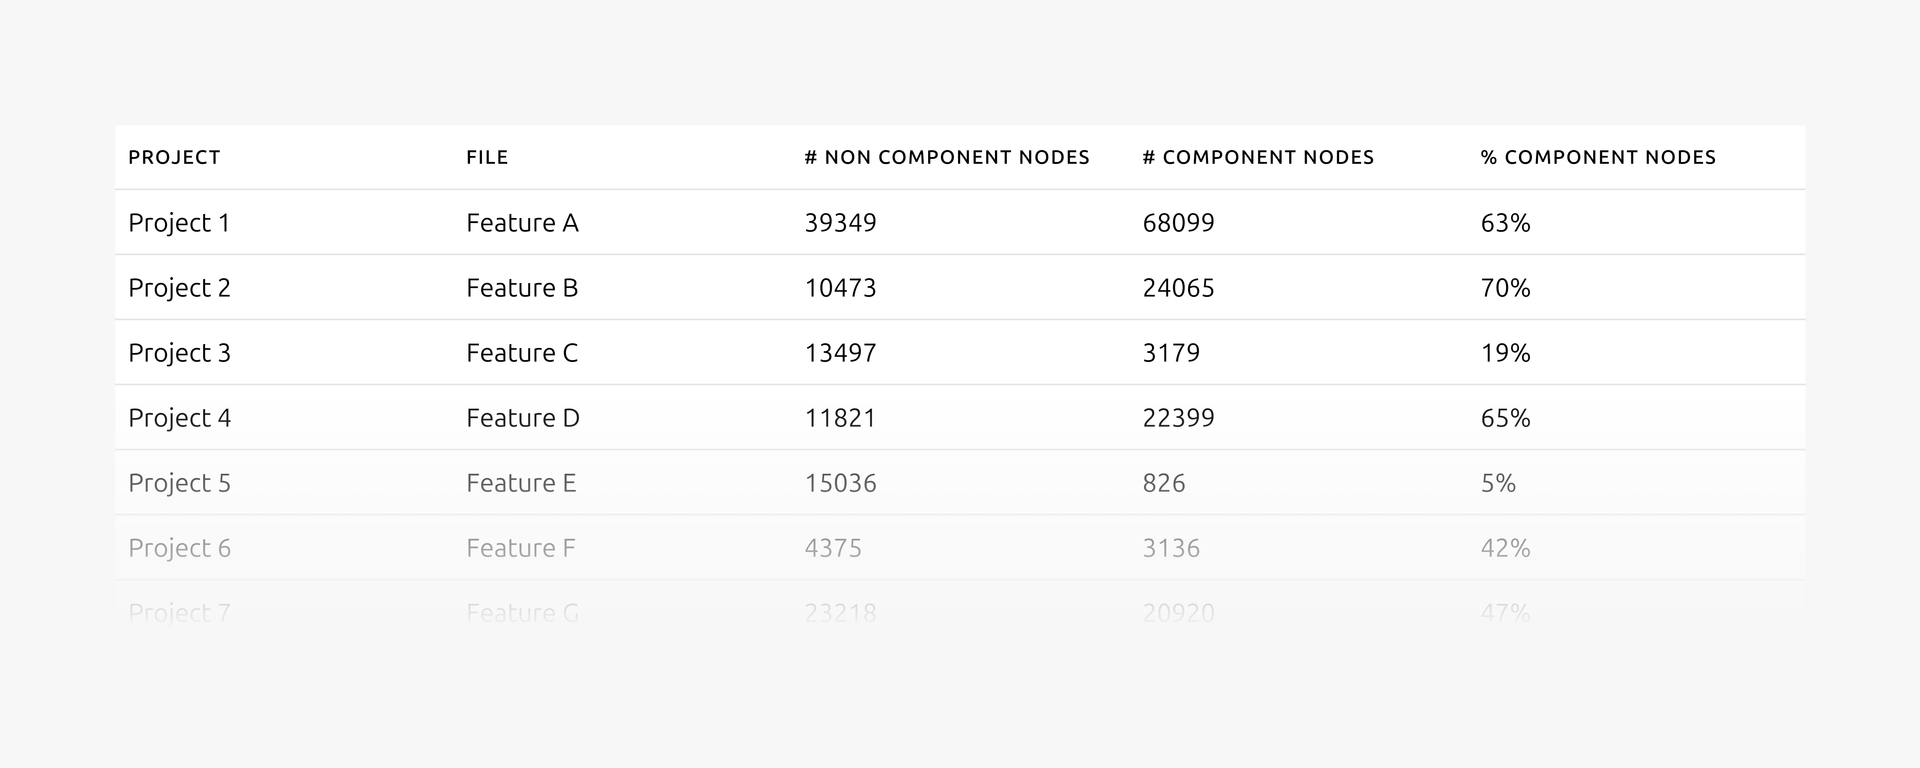 PROJECT FILE # NON COMPONENT NODES # COMPONENT NODES % COMPONENT NODES
Project 1 Feature A 39349 68099 63%
Project 2 Feature B 10473 24065 70%
Project 3 Feature C 13497 3179 19%
Project 4 Feature D 11821 22399 65%
Project 5 Feature E 15036 826 5%
Project 6 Feature F 4375 3136 42%
Project 7 Feature G 23218 20920 47%